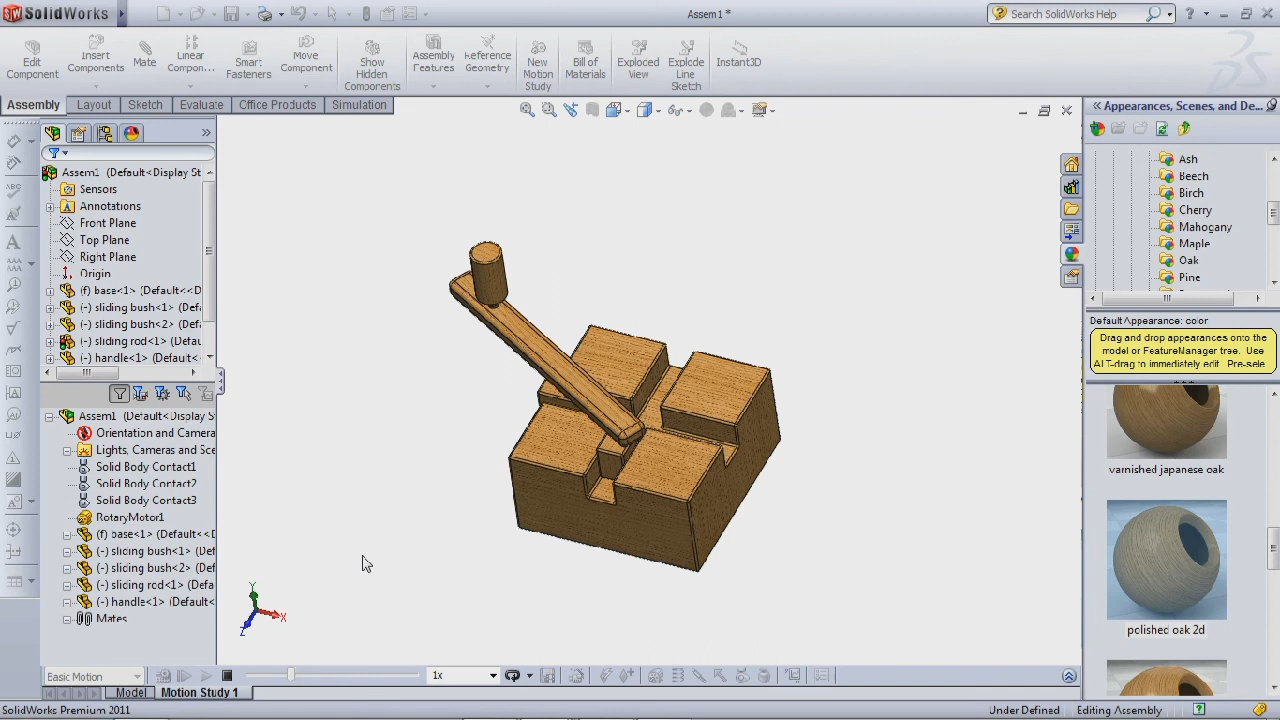 SolidWorks
Assem1 *
Search SolidWorks Help
Edit Component
Insert Components
Mate
Linear Compon...
Smart Fasteners
Move Component
Show Hidden Components
Assembly Features
Reference Geometry
New Motion Study
Bill of Materials
Exploded View
Explode Line Sketch
Instant3D
Assembly
Layout
Sketch
Evaluate
Office Products
Simulation
Assem1 (Default<Display St
Sensors
Annotations
Front Plane
Top Plane
Right Plane
Origin
(f) base<1> (Default<<D
(-) sliding bush<1> (Def
(-) sliding bush<2> (Def
(-) sliding rod<1> (Defa
(-) handle<1> (Default<
Assem1 (Default<Display St
Orientation and Camera
Lights, Cameras and Sce
Solid Body Contact1
Solid Body Contact2
Solid Body Contact3
RotaryMotor1
(f) base<1> (Default<<D
(-) sliding bush<1> (Def
(-) sliding bush<2> (Def
(-) sliding rod<1> (Defa
(-) handle<1> (Default<
Mates
Y
X
Z
Appearances, Scenes, and De...
Ash
Beech
Birch
Cherry
Mahogany
Maple
Oak
Pine
Default Appearance: color
Drag and drop appearances onto the
model or FeatureManager tree. Use
ALT-drag to immediately edit. Pre-sele
varnished japanese oak
polished oak 2d
Basic Motion
1x
Model
Motion Study 1
SolidWorks Premium 2011
Under Defined
Editing Assembly